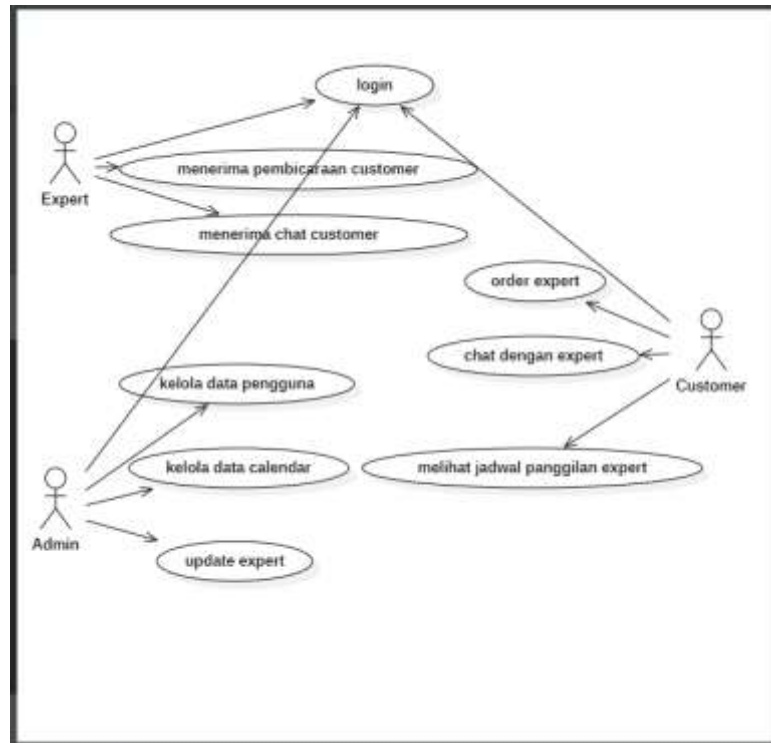 login
menerima pembicaraan customer
Expert
menerima chat customer
order expert
chat dengan expert
kelola data pengguna
Customer
kelola data calendar
melihat jadwal panggilan expert
Admin
update expert